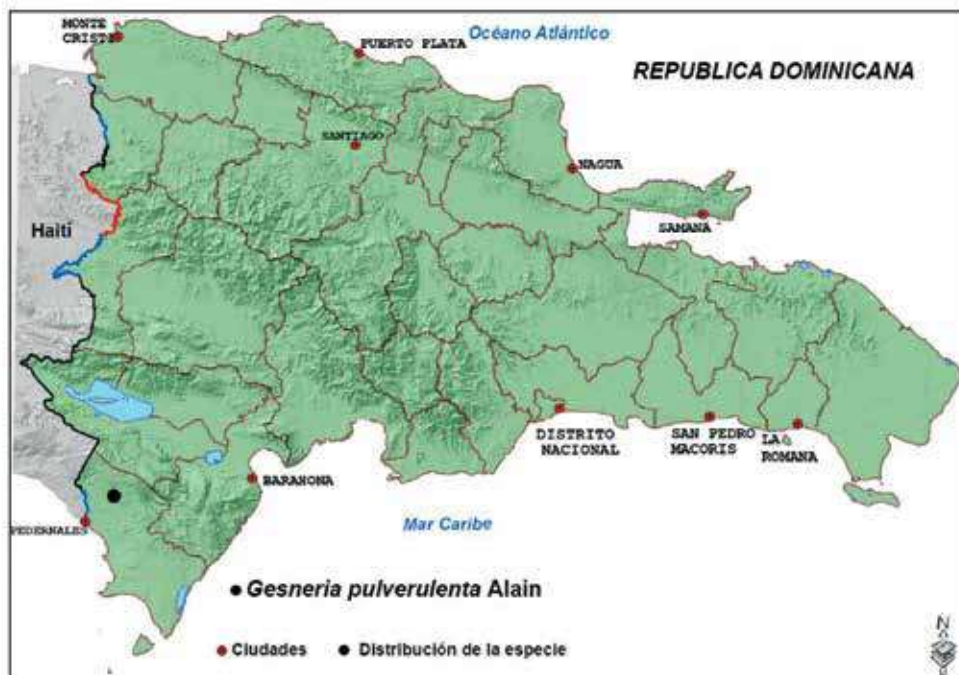 MONTE
CRISTO
PUERTO PLATA
Océano Atlántico
REPUBLICA DOMINICANA
SANTIAGO
NAGUA
SAMANA
Haití
DISTRITO
NACIONAL
SAN PEDRO
MACORIS
LA
ROMANA
BARAHONA
PEDERNALES
Mar Caribe
Gesneria pulverulenta Alain
Ciudades
Distribución de la especie
N